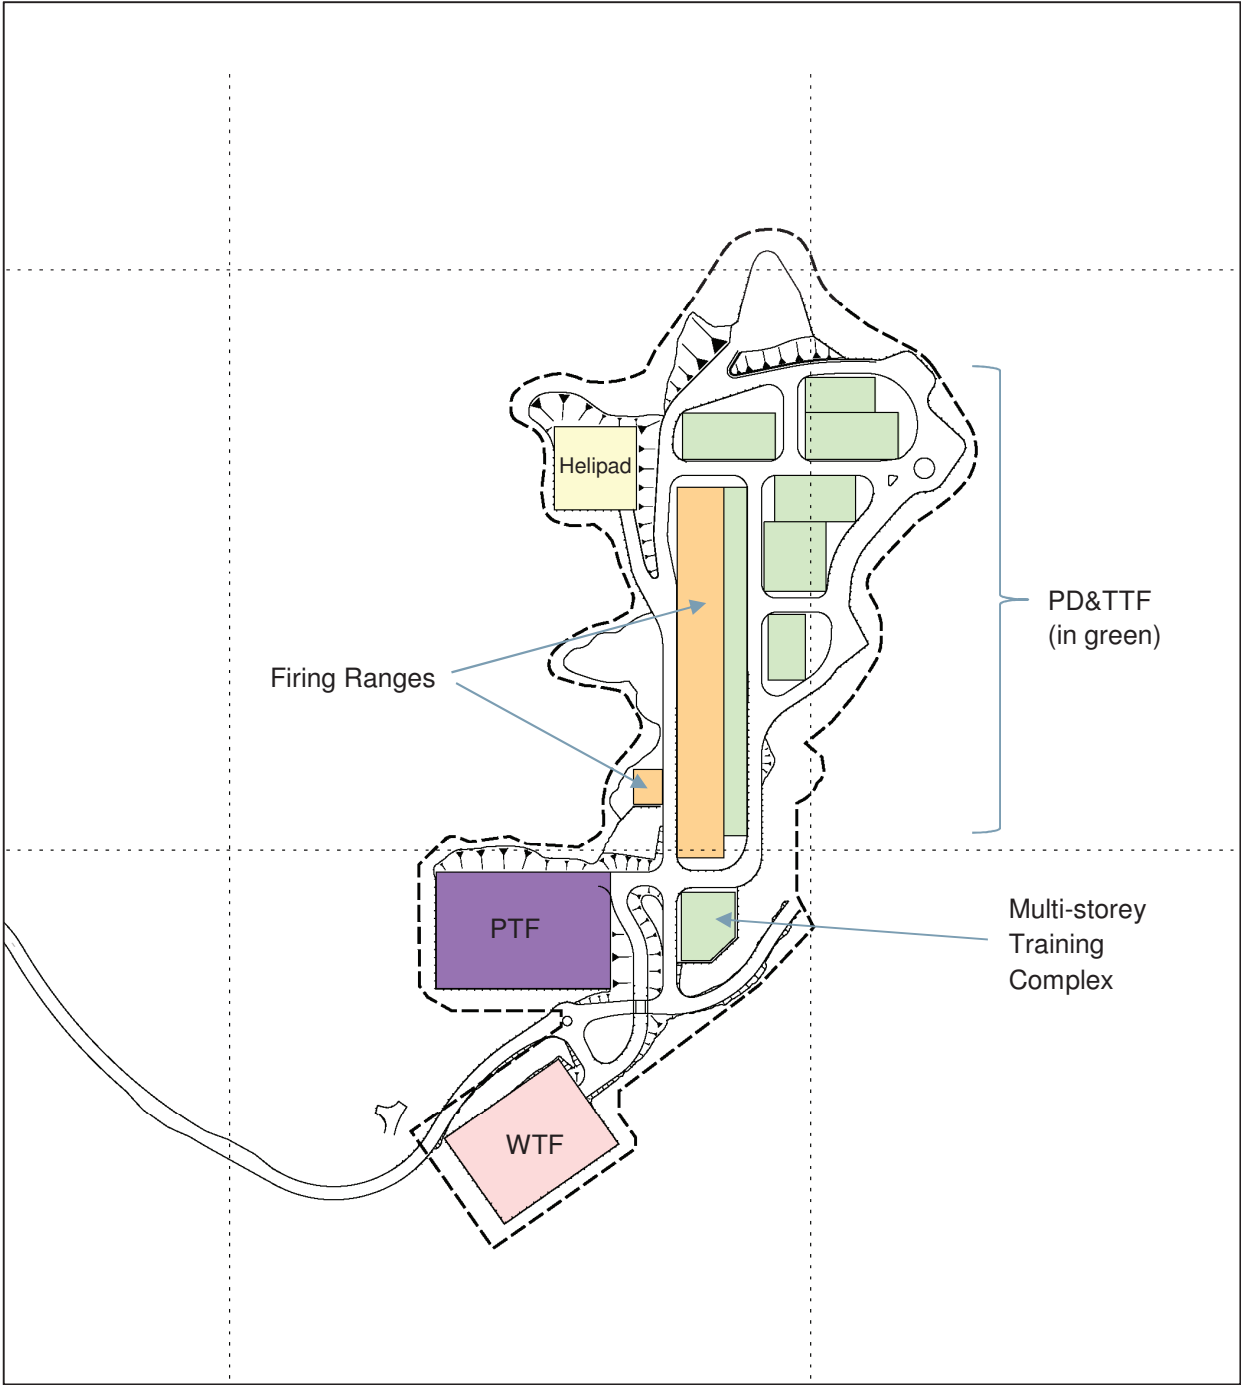 Helipad
PD&TTF
(in green)
Firing Ranges
PTF
Multi-storey
Training
Complex
WTF